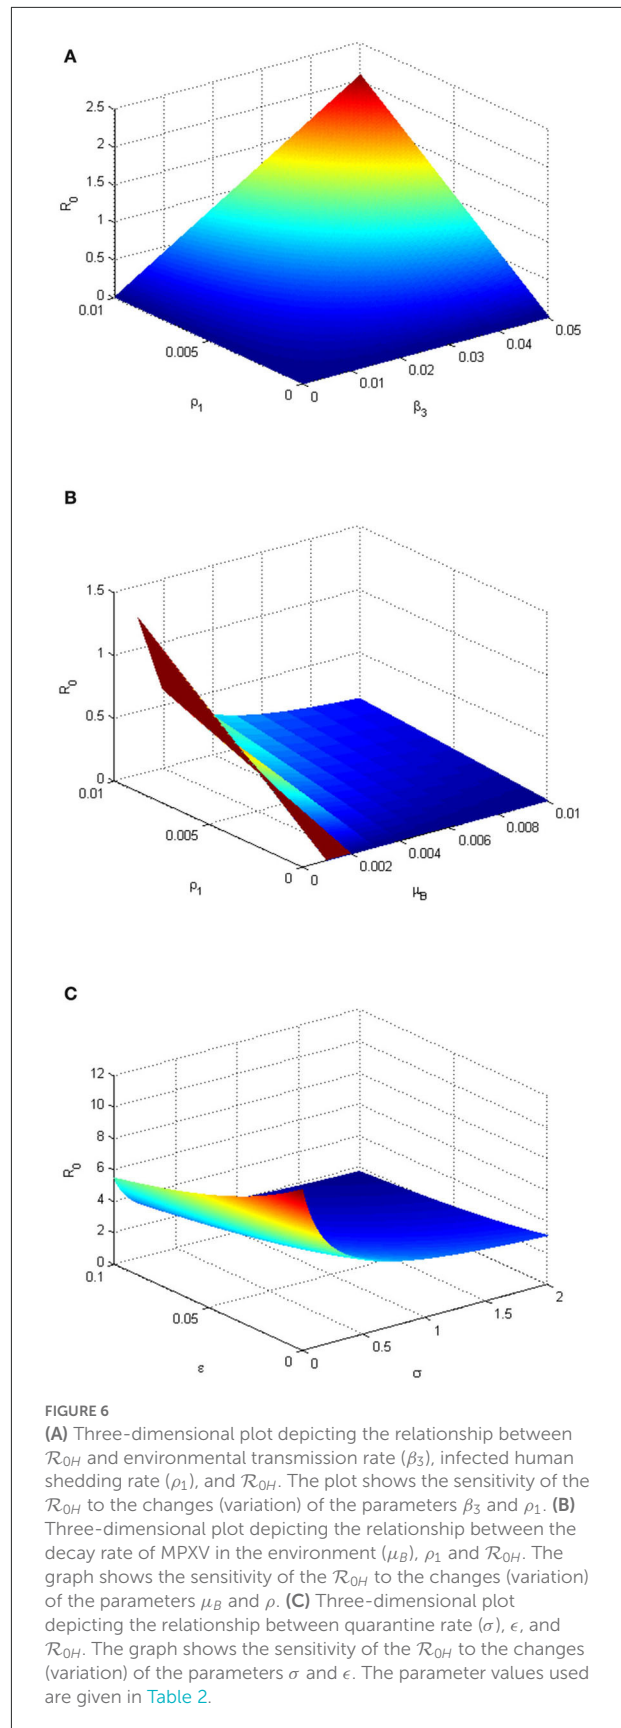 A
2.5
2
1.5
1
0.5
0
R0
0.01
0.005
0
ρ1
0
0.01
0.02
0.03
0.04
0.05
β3
B
1.5
1
0.5
0
R0
0.01
0.005
0
ρ1
0
0.002
0.004
0.006
0.008
0.01
μB
C
12
10
8
6
4
2
0
R0
0.1
0.05
0
ε
0
0.5
1
1.5
2
σ
FIGURE 6
(A) Three-dimensional plot depicting the relationship between
ℛ0H and environmental transmission rate (β3), infected human
shedding rate (ρ1), and ℛ0H. The plot shows the sensitivity of the
ℛ0H to the changes (variation) of the parameters β3 and ρ1. (B)
Three-dimensional plot depicting the relationship between the
decay rate of MPXV in the environment (μB), ρ1 and ℛ0H. The
graph shows the sensitivity of the ℛ0H to the changes (variation)
of the parameters μB and ρ. (C) Three-dimensional plot
depicting the relationship between quarantine rate (σ), ϵ, and
ℛ0H. The graph shows the sensitivity of the ℛ0H to the changes
(variation) of the parameters σ and ϵ. The parameter values used
are given in Table 2.